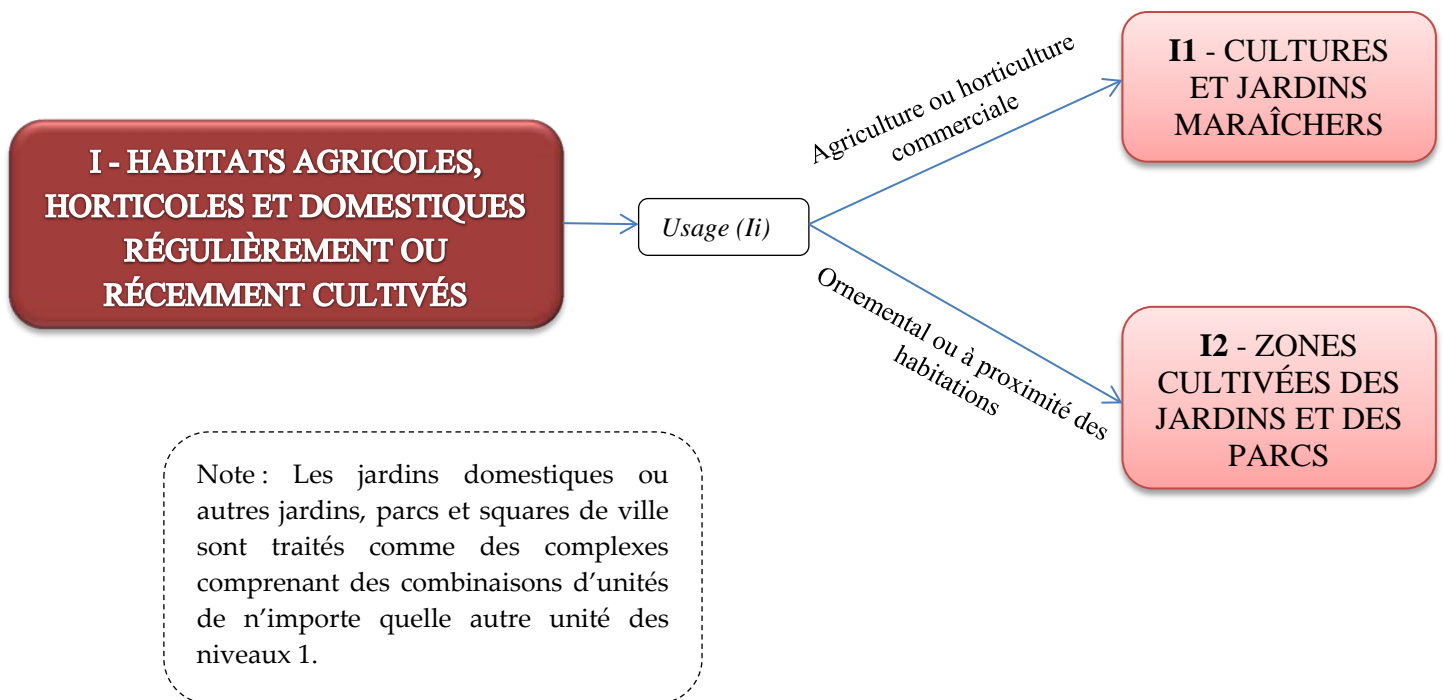 I - HABITATS AGRICOLES,
HORTICOLES ET DOMESTIQUES
RÉGULIÈREMENT OU
RÉCEMMENT CULTIVÉS
Usage (Ii)
Agriculture ou horticulture
commerciale
I1 - CULTURES
ET JARDINS
MARAÎCHERS
Ornemental ou à proximité des
habitations
I2 - ZONES
CULTIVÉES DES
JARDINS ET DES
PARCS
Note : Les jardins domestiques ou
autres jardins, parcs et squares de ville
sont traités comme des complexes
comprenant des combinaisons d’unités
de n’importe quelle autre unité des
niveaux 1.